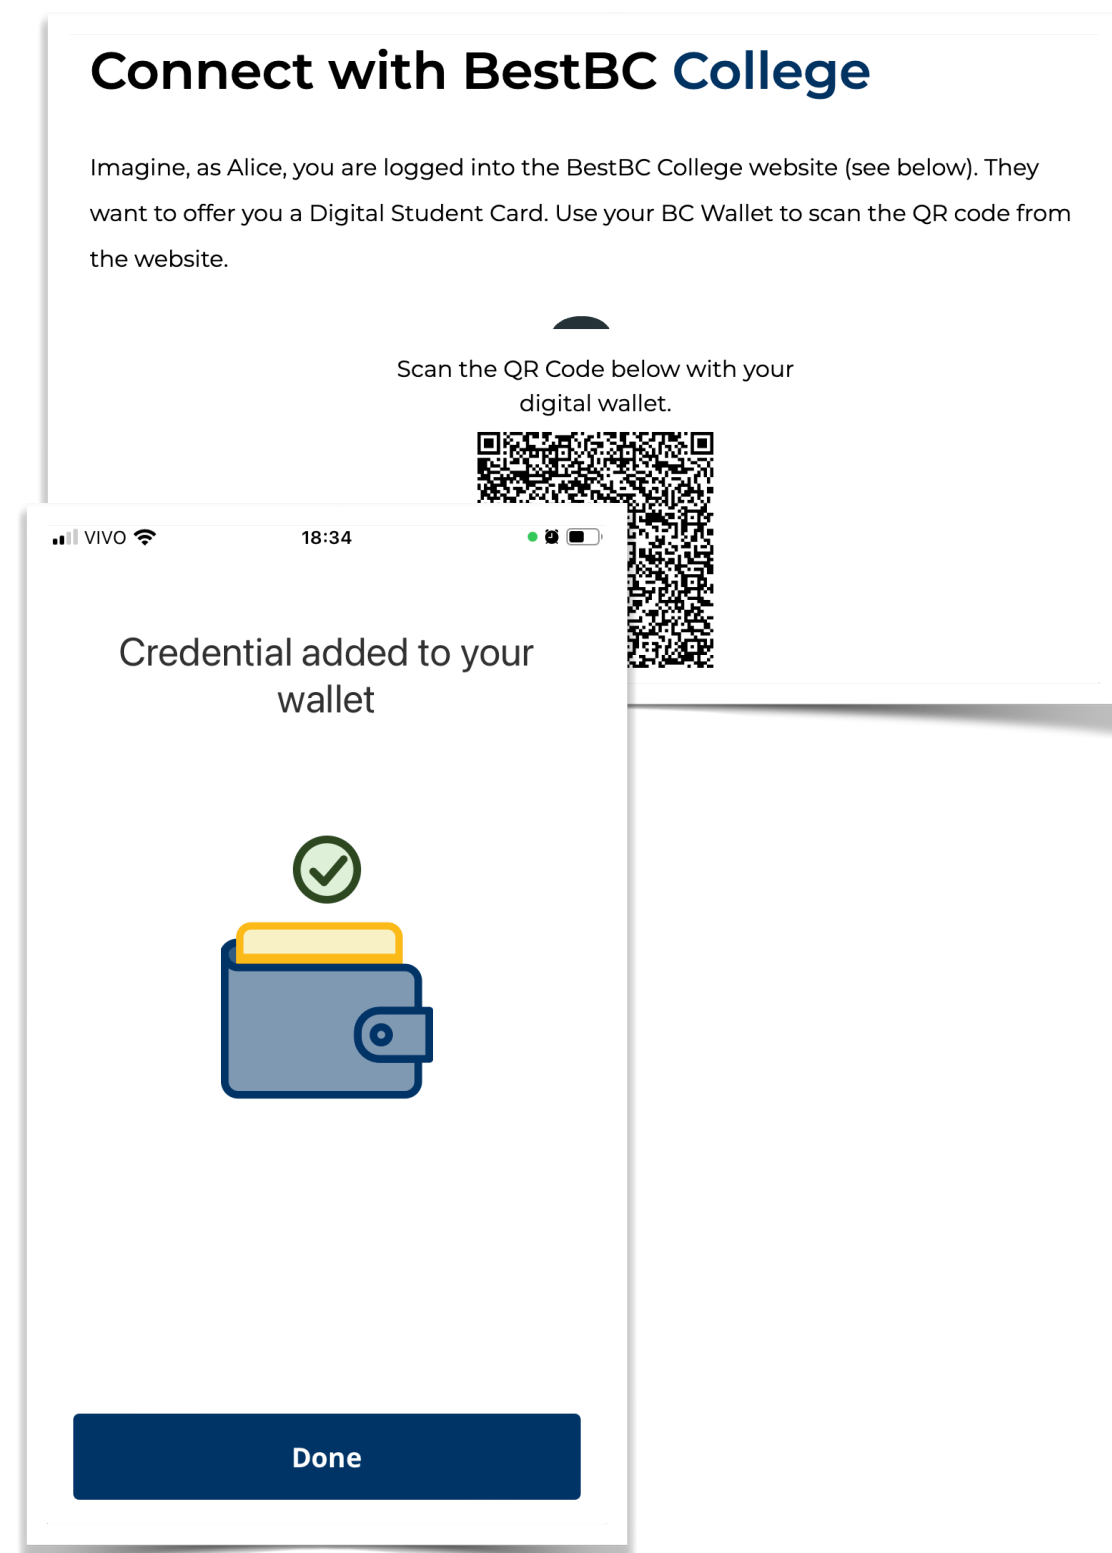 Connect with BestBC College
Imagine, as Alice, you are logged into the BestBC College website (see below). They
want to offer you a Digital Student Card. Use your BC Wallet to scan the QR code from
the website.
Scan the QR Code below with your
digital wallet.
VIVO 18:34
Credential added to your
wallet
Done